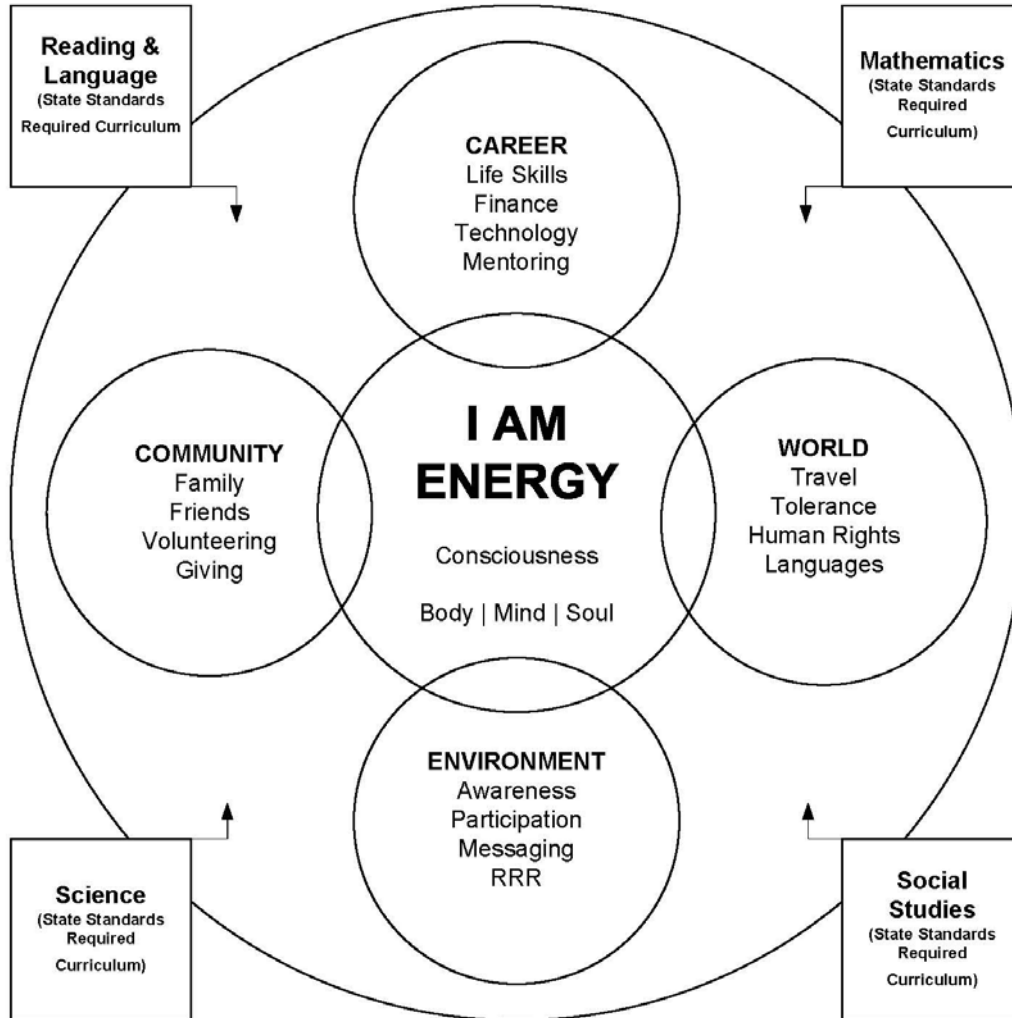 Reading &
Language
(State Standards
Required Curriculum
Mathematics
(State Standards
Required
Curriculum)
CAREER
Life Skills
Finance
Technology
Mentoring
COMMUNITY
Family
Friends
Volunteering
Giving
I AM
ENERGY
Consciousness
Body | Mind | Soul
WORLD
Travel
Tolerance
Human Rights
Languages
ENVIRONMENT
Awareness
Participation
Messaging
RRR
Science
(State Standards
Required
Curriculum)
Social
Studies
(State Standards
Required
Curriculum)